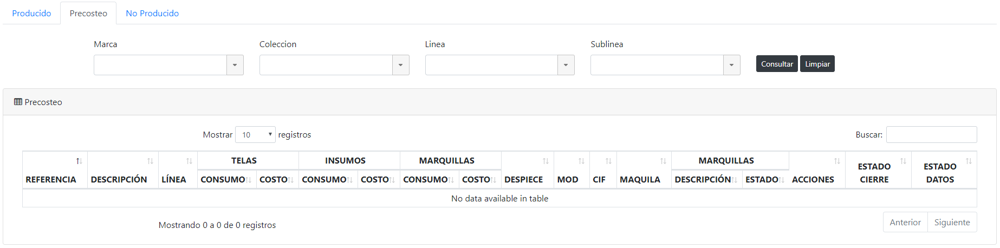 Producido Precosteo No Producido
Marca Coleccion Linea Sublinea
Consultar Limpiar
Precosteo
Mostrar 10 registros Buscar:
TELAS INSUMOS MARQUILLAS MARQUILLAS
REFERENCIA DESCRIPCIÓN LÍNEA CONSUMO COSTO CONSUMO COSTO CONSUMO COSTO DESPIECE MOD CIF MAQUILA DESCRIPCIÓN ESTADO ACCIONES ESTADO CIERRE ESTADO DATOS
No data available in table
Mostrando 0 a 0 de 0 registros Anterior Siguiente